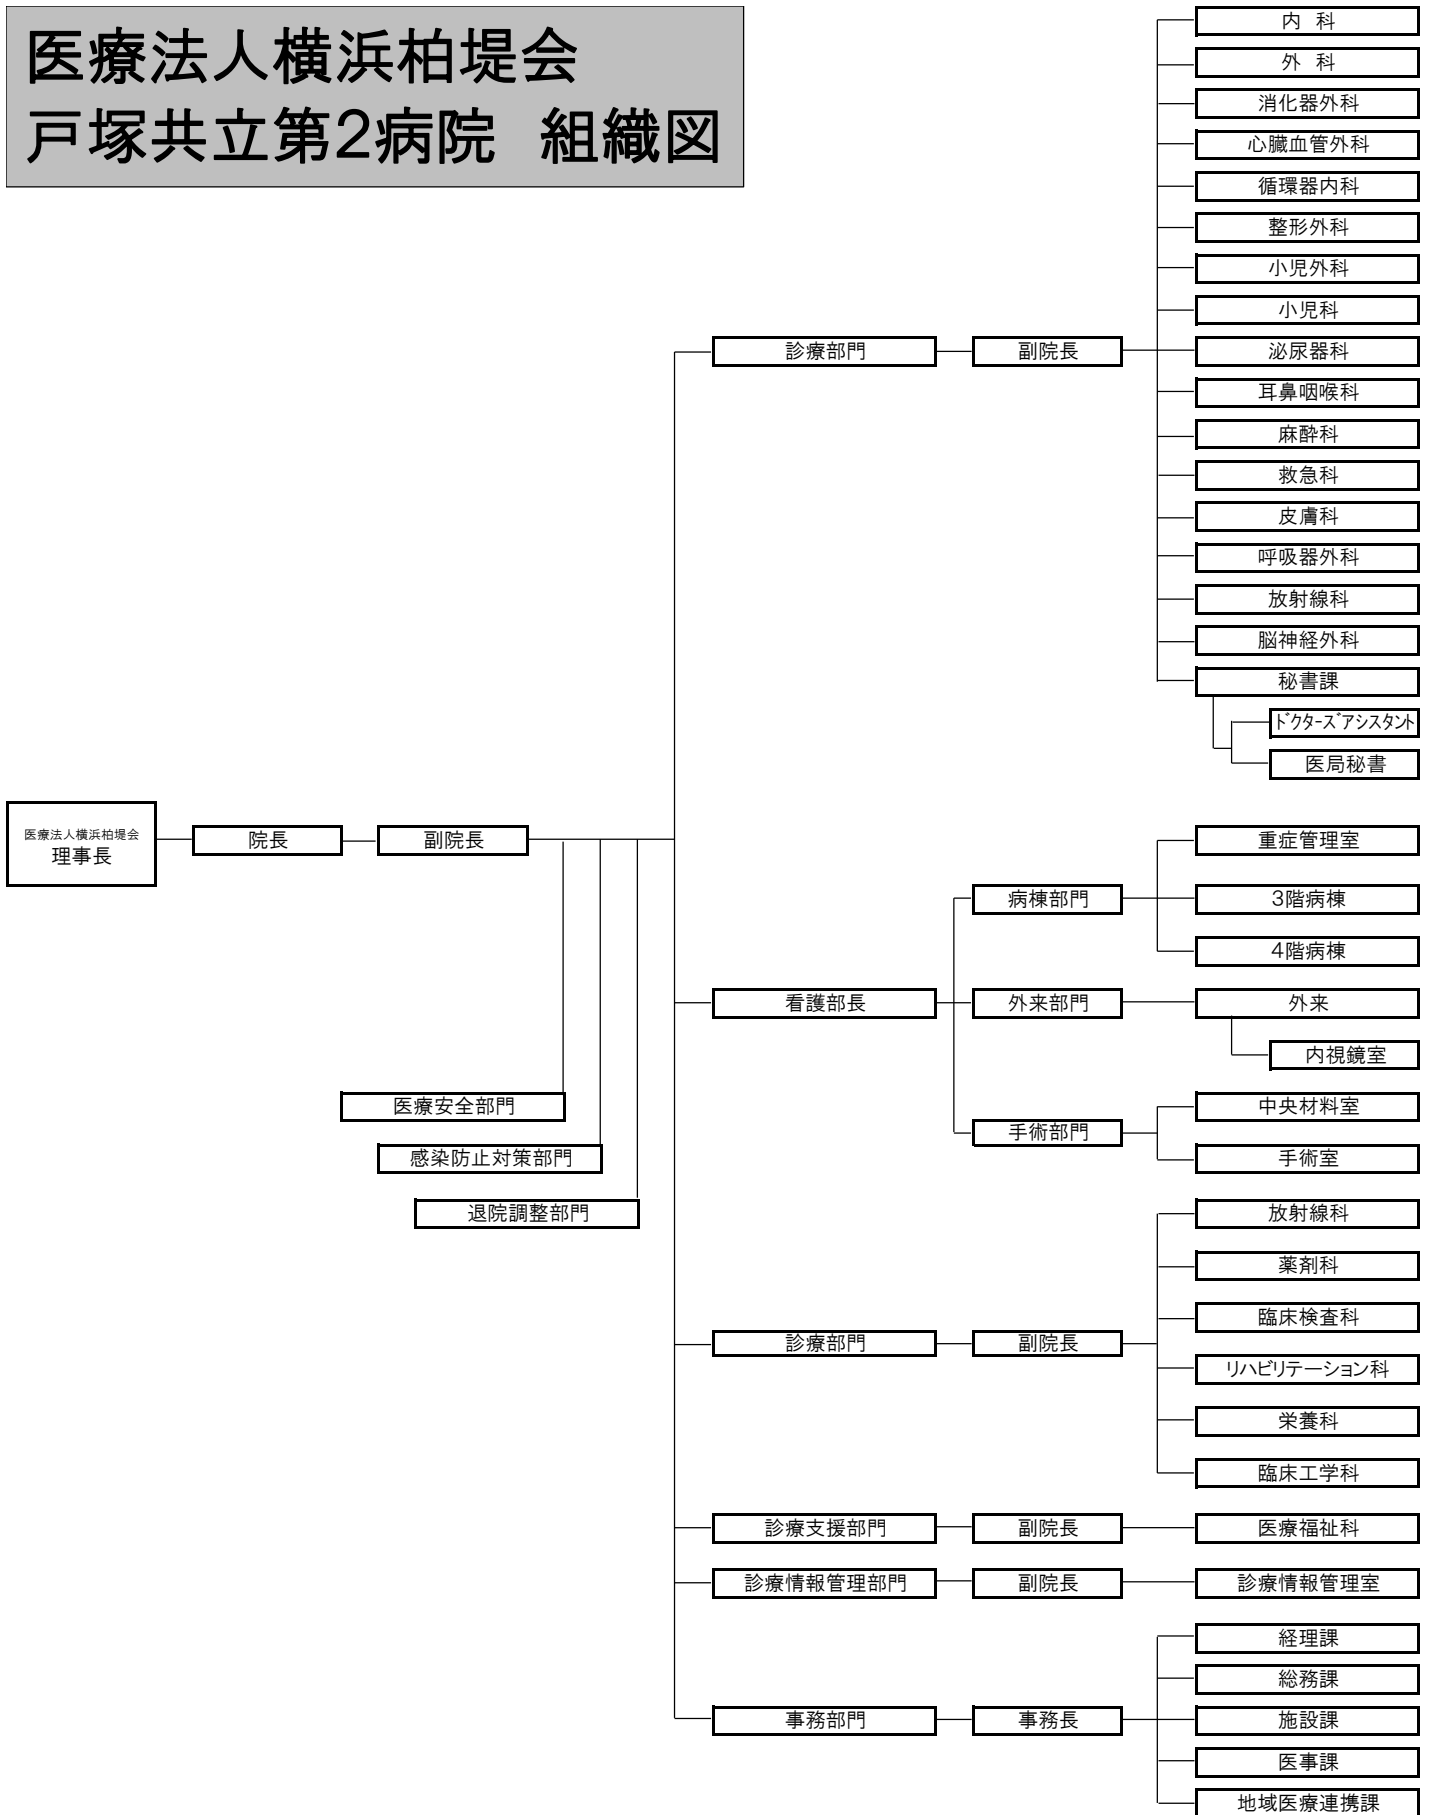 医療法人横浜柏堤会
戸塚共立第2病院 組織図
内 科
外 科
消化器外科
心臓血管外科
循環器内科
整形外科
小児外科
小児科
診療部門
副院長
泌尿器科
耳鼻咽喉科
麻酔科
救急科
皮膚科
呼吸器外科
放射線科
脳神経外科
秘書課
ﾄﾞｸﾀｰｽﾞｱｼｽﾀﾝﾄ
医局秘書
医療法人横浜柏堤会
理事長
院長
副院長
重症管理室
病棟部門
3階病棟
4階病棟
看護部長
外来部門
外来
内視鏡室
医療安全部門
中央材料室
手術部門
感染防止対策部門
手術室
退院調整部門
放射線科
薬剤科
臨床検査科
診療部門
副院長
リハビリテーション科
栄養科
臨床工学科
診療支援部門
副院長
医療福祉科
診療情報管理部門
副院長
診療情報管理室
経理課
総務課
事務部門
事務長
施設課
医事課
地域医療連携課